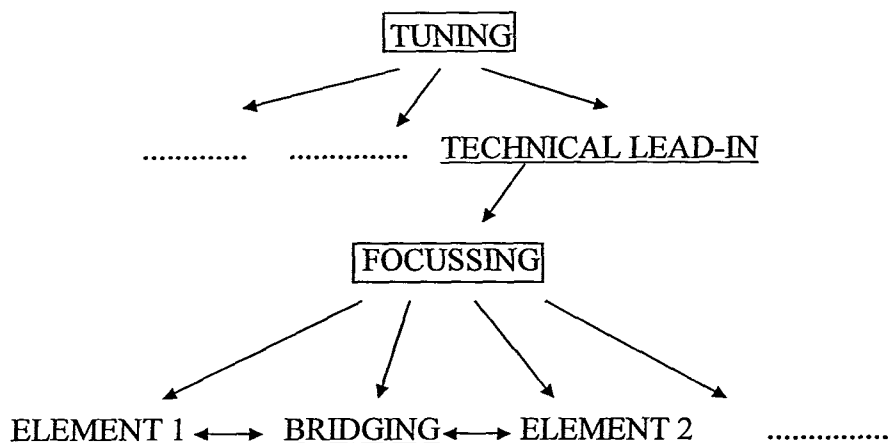 TUNING
............ .............. TECHNICAL LEAD-IN
FOCUSSING
ELEMENT 1 BRIDGING ELEMENT 2 ..............